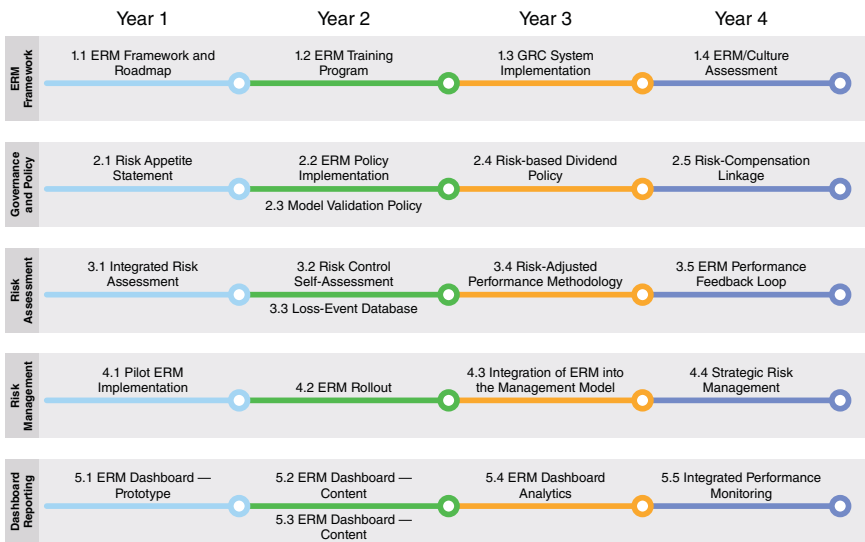 Year 1 Year 2 Year 3 Year 4
ERM
Framework
1.1 ERM Framework and
Roadmap
1.2 ERM Training
Program
1.3 GRC System
Implementation
1.4 ERM/Culture
Assessment
Governance
and Policy
2.1 Risk Appetite
Statement
2.2 ERM Policy
Implementation
2.3 Model Validation Policy
2.4 Risk-based Dividend
Policy
2.5 Risk-Compensation
Linkage
Risk
Assessment
3.1 Integrated Risk
Assessment
3.2 Risk Control
Self-Assessment
3.3 Loss-Event Database
3.4 Risk-Adjusted
Performance Methodology
3.5 ERM Performance
Feedback Loop
Risk
Management
4.1 Pilot ERM
Implementation
4.2 ERM Rollout
4.3 Integration of ERM into
the Management Model
4.4 Strategic Risk
Management
Dashboard
Reporting
5.1 ERM Dashboard —
Prototype
5.2 ERM Dashboard —
Content
5.3 ERM Dashboard —
Content
5.4 ERM Dashboard
Analytics
5.5 Integrated Performance
Monitoring